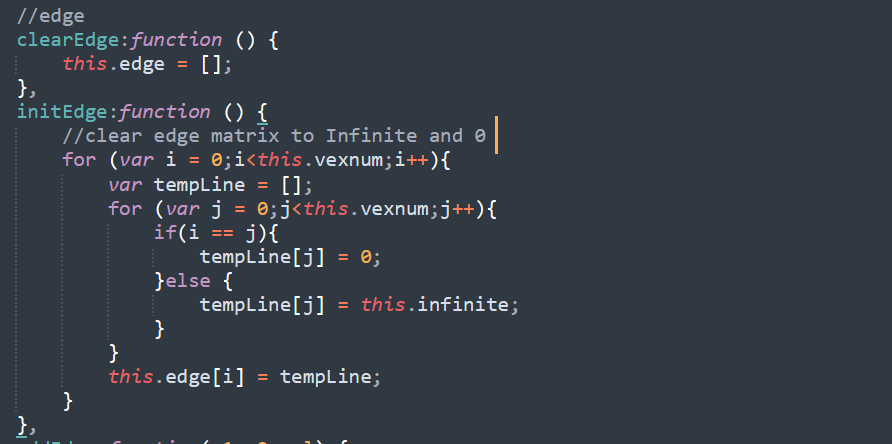 //edge
clearEdge:function () {
    this.edge = [];
},
initEdge:function () {
    //clear edge matrix to Infinite and 0
    for (var i = 0;i<this.vexnum;i++){
        var tempLine = [];
        for (var j = 0;j<this.vexnum;j++){
            if(i == j){
                tempLine[j] = 0;
            }else {
                tempLine[j] = this.infinite;
            }
        }
        this.edge[i] = tempLine;
    }
},